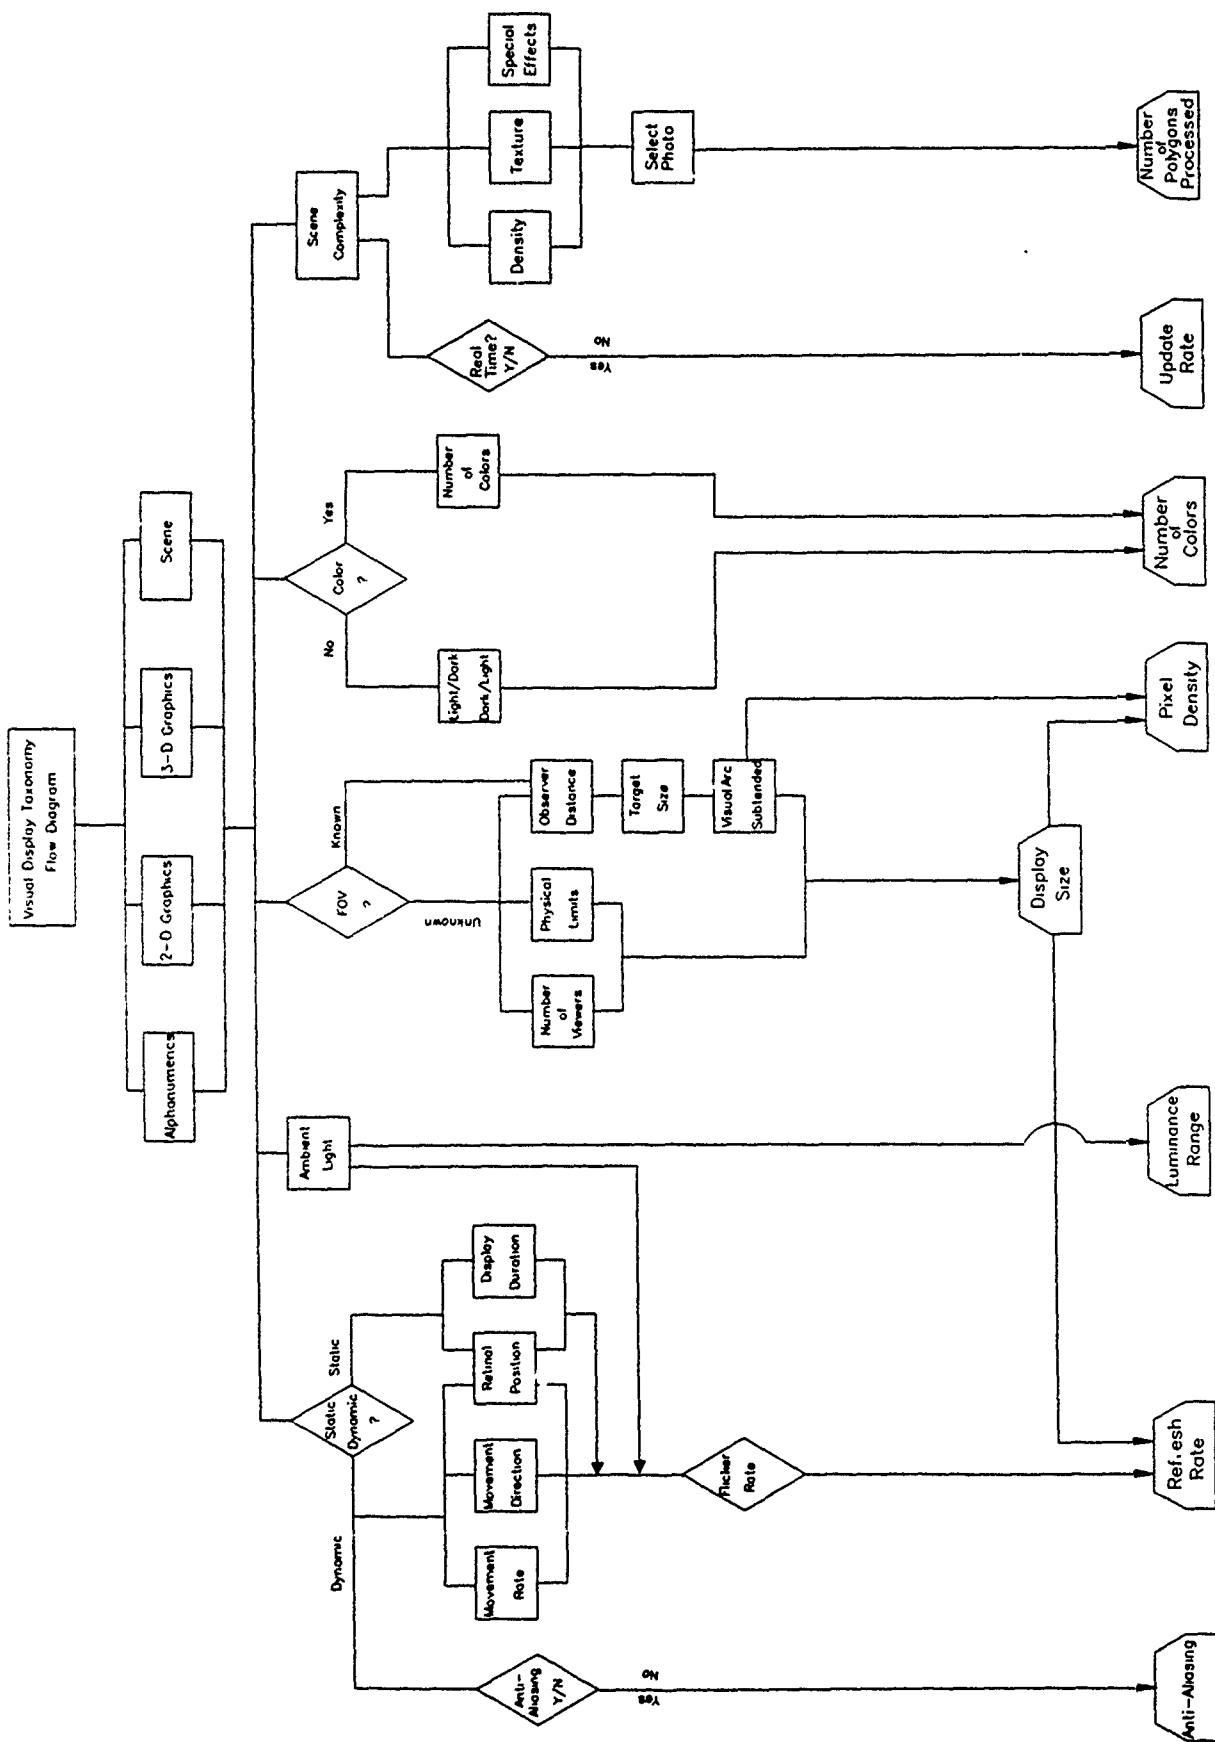 Visual Display Taxonomy
Flow Diagram
Alphanumerics
2-D Graphics
3-D Graphics
Scene
Static
Dynamic
?
Ambient
Light
FOV
?
Color
?
Scene
Complexity
Dynamic
Static
Unknown
Known
No
Yes
Anti-
Aliasing
Y/N
Movement
Rate
Movement
Direction
Retinal
Position
Display
Duration
Number
of
Viewers
Physical
Limits
Observer
Distance
Target
Size
Visual Arc
Subtended
Light/Dark
Dark/Light
Number
of
Colors
Real
Time?
Y/N
Density
Texture
Special
Effects
Select
Photo
Yes
No
Flicker
Rate
Yes
No
Display
Size
Anti-Aliasing
Refresh
Rate
Luminance
Range
Pixel
Density
Number
of
Colors
Update
Rate
Number
of
Polygons
Processed